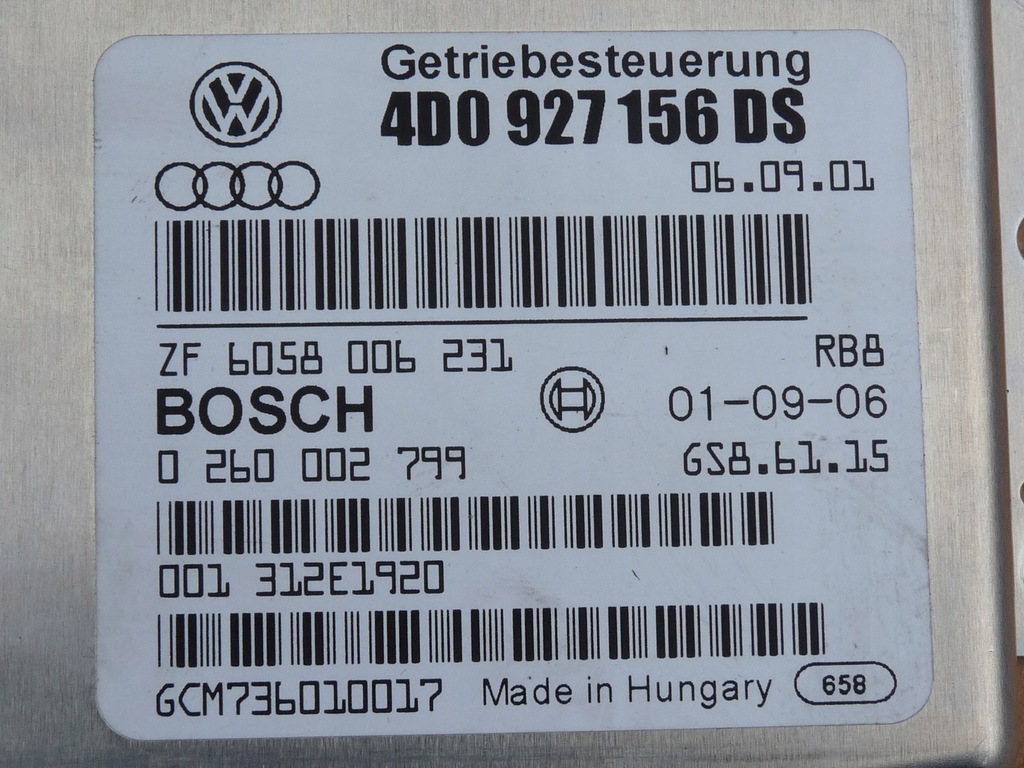 Getriebesteuerung
4D0 927 156 DS
06.09.01
ZF 6058 006 231 RB8
BOSCH 01-09-06
0 260 002 799 GS8.61.15
001 312E1920
GCM736010017 Made in Hungary 658